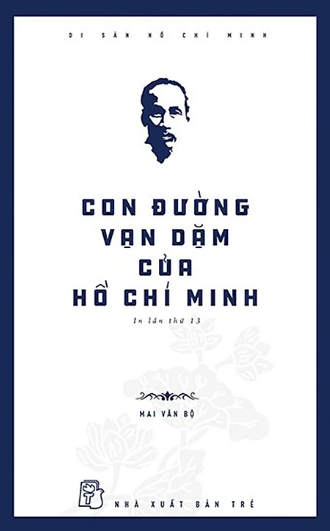 DI SẢN HỒ CHÍ MINH
CON ĐƯỜNG
VẠN DẶM
CỦA
HỒ CHÍ MINH
In lần thứ 13
MAI VĂN BỘ
NHÀ XUẤT BẢN TRẺ